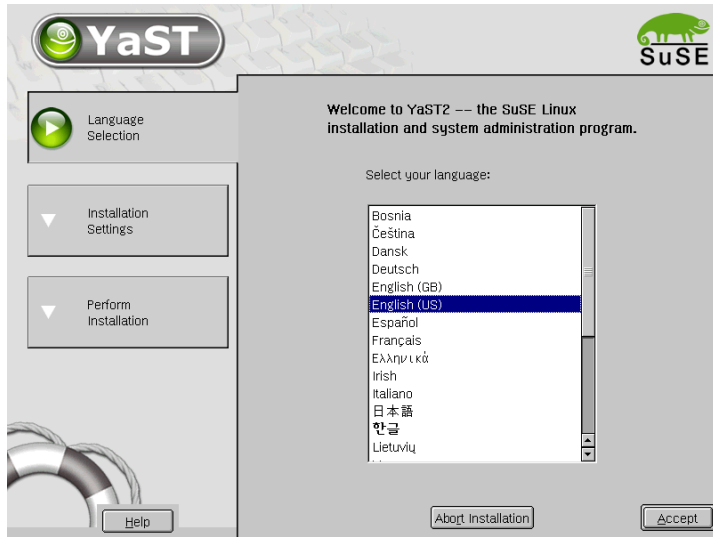 YaST
SuSE
Language
Selection
Installation
Settings
Perform
Installation
Welcome to YaST2 –– the SuSE Linux
installation and system administration program.
Select your language:
Bosnia
Čeština
Dansk
Deutsch
English (GB)
English (US)
Español
Français
Ελληνικά
Irish
Italiano
日本語
한글
Lietuvių
Help
Abort Installation
Accept